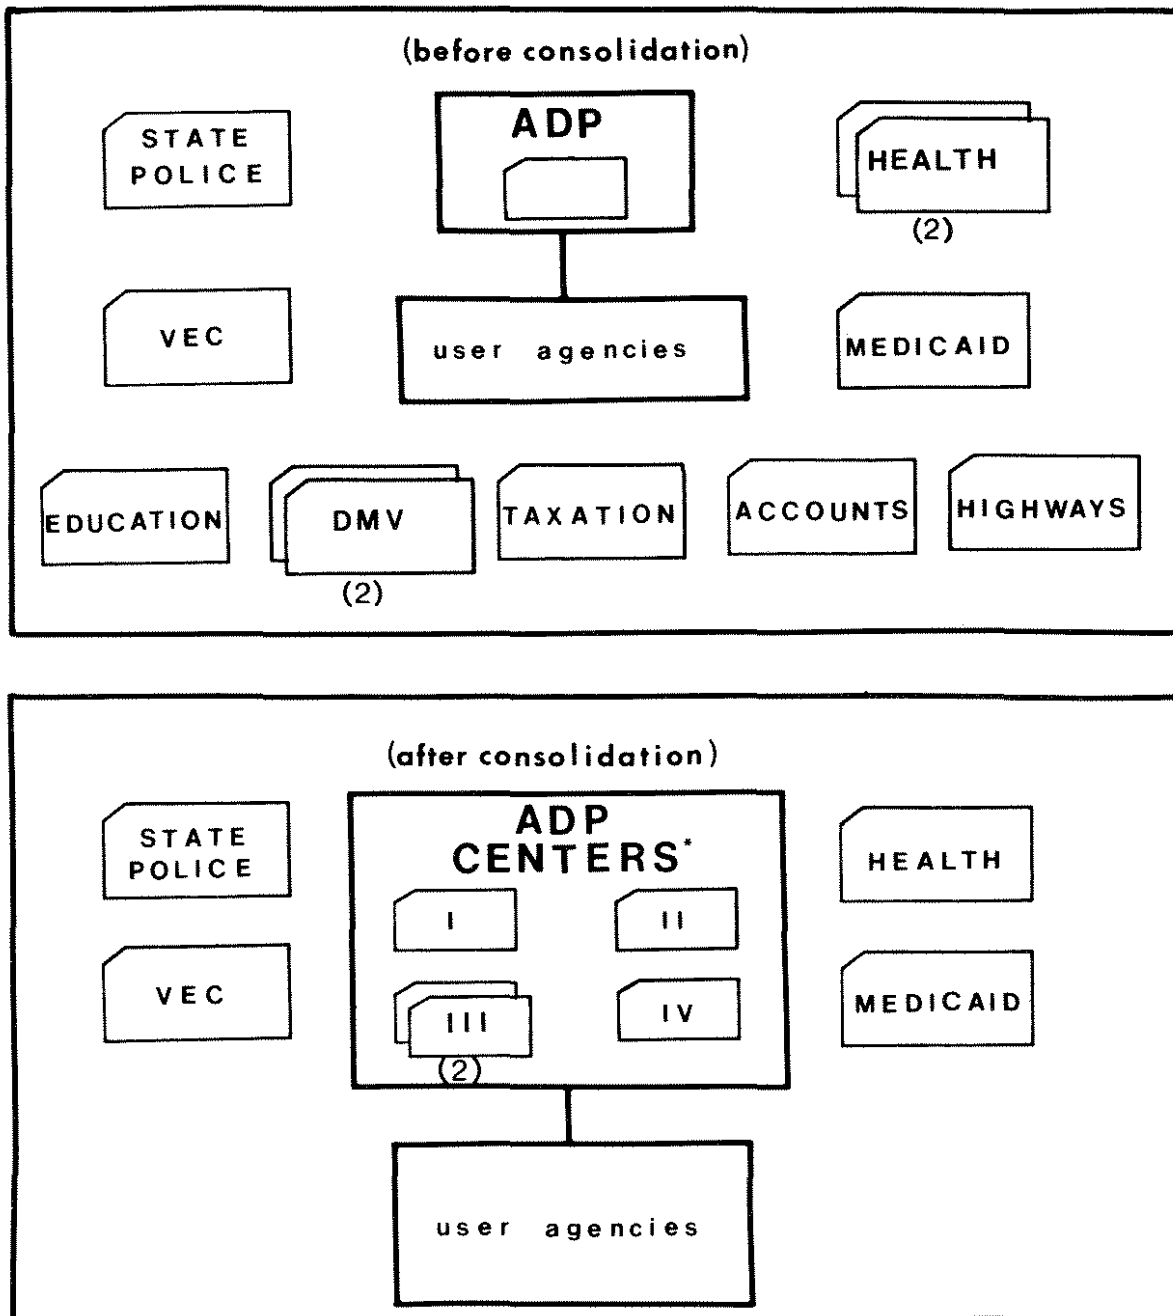 (before consolidation)
STATE
POLICE
ADP
HEALTH
(2)
VEC
user agencies
MEDICAID
EDUCATION
DMV
(2)
TAXATION
ACCOUNTS
HIGHWAYS
(after consolidation)
STATE
POLICE
ADP
CENTERS*
HEALTH
I
II
VEC
III
(2)
IV
MEDICAID
user agencies